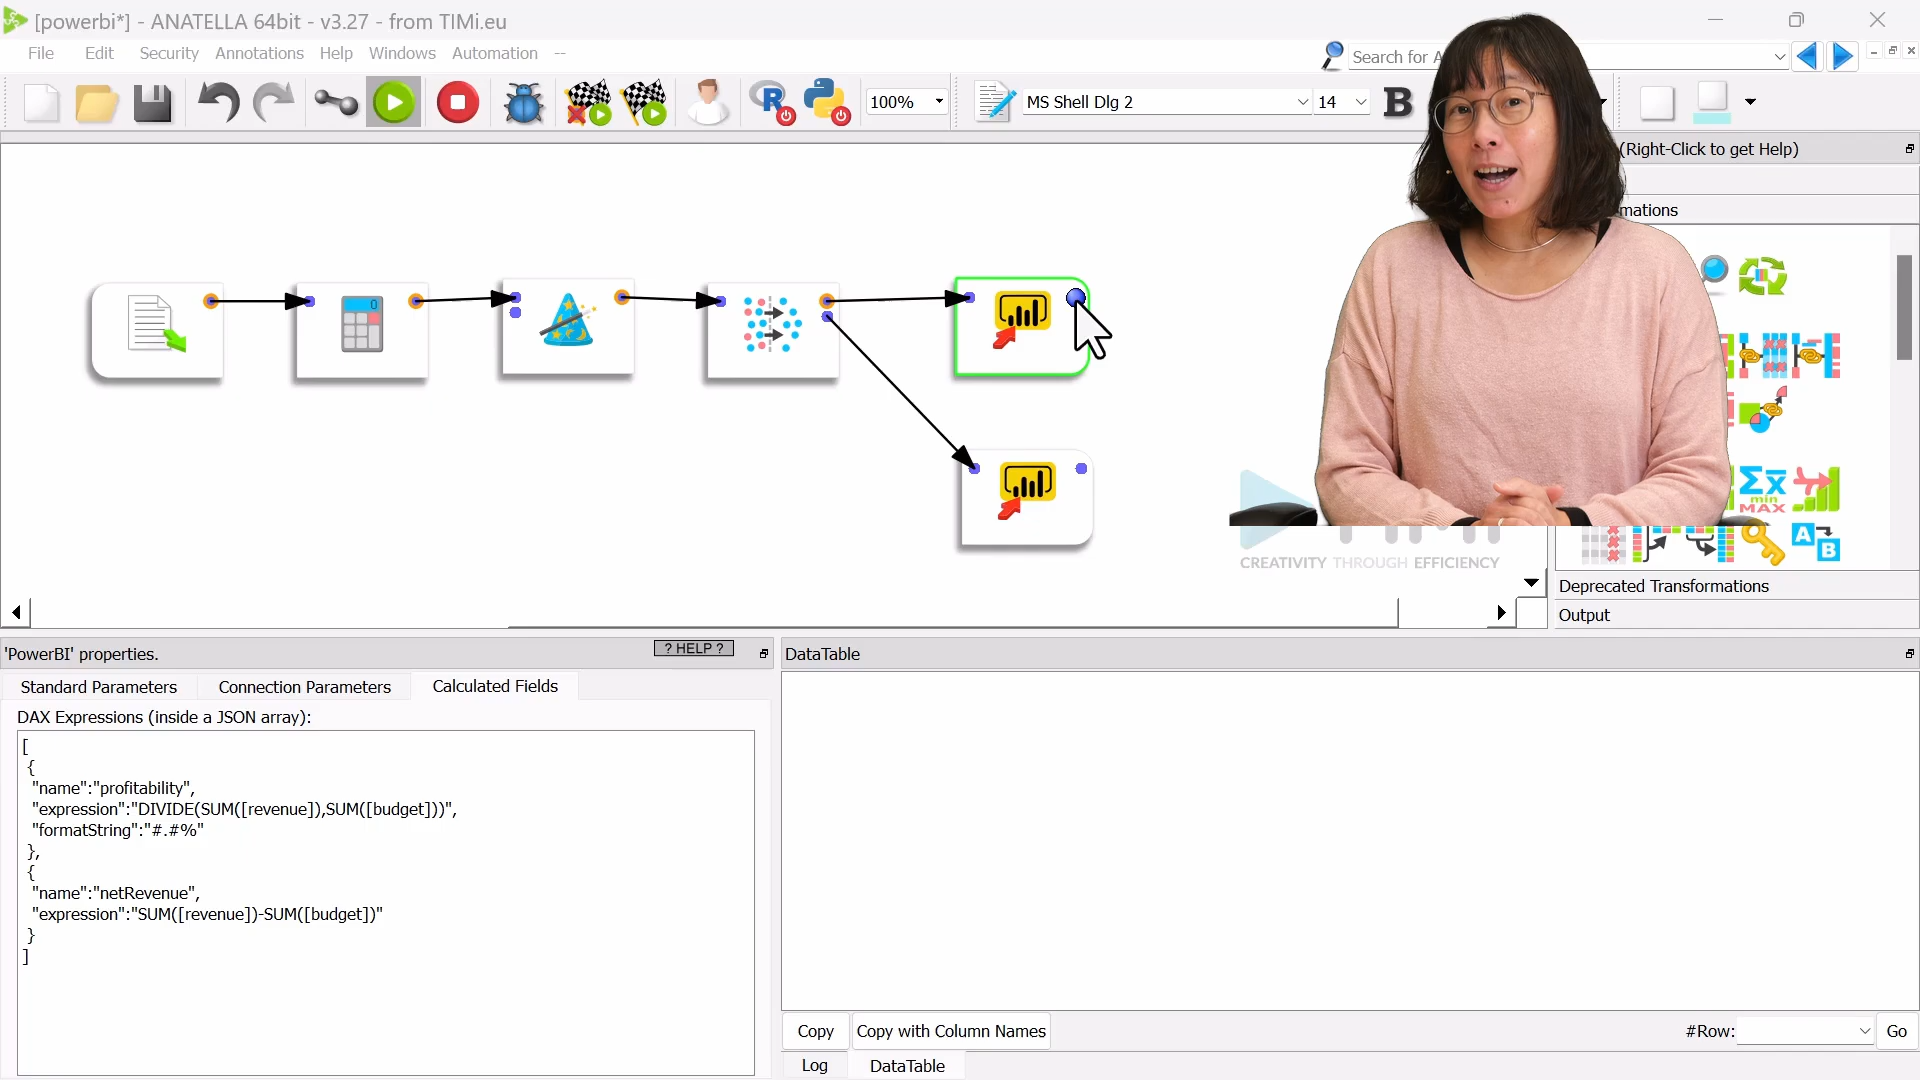 [powerbi*] - ANATELLA 64bit - v3.27 - from TIMi.eu
File Edit Security Annotations Help Windows Automation --
Search for A
100%
MS Shell Dlg 2
14
B
(Right-Click to get Help)
mations
Σx
min
MAX
A
B
CREATIVITY THROUGH EFFICIENCY
Deprecated Transformations
Output
'PowerBI' properties.
? HELP ?
DataTable
Standard Parameters Connection Parameters Calculated Fields
DAX Expressions (inside a JSON array):
[
{
"name":"profitability",
"expression":"DIVIDE(SUM([revenue]),SUM([budget]))",
"formatString":"#.#%"
},
{
"name":"netRevenue",
"expression":"SUM([revenue])-SUM([budget])"
}
]
Copy Copy with Column Names
#Row:
Go
Log DataTable